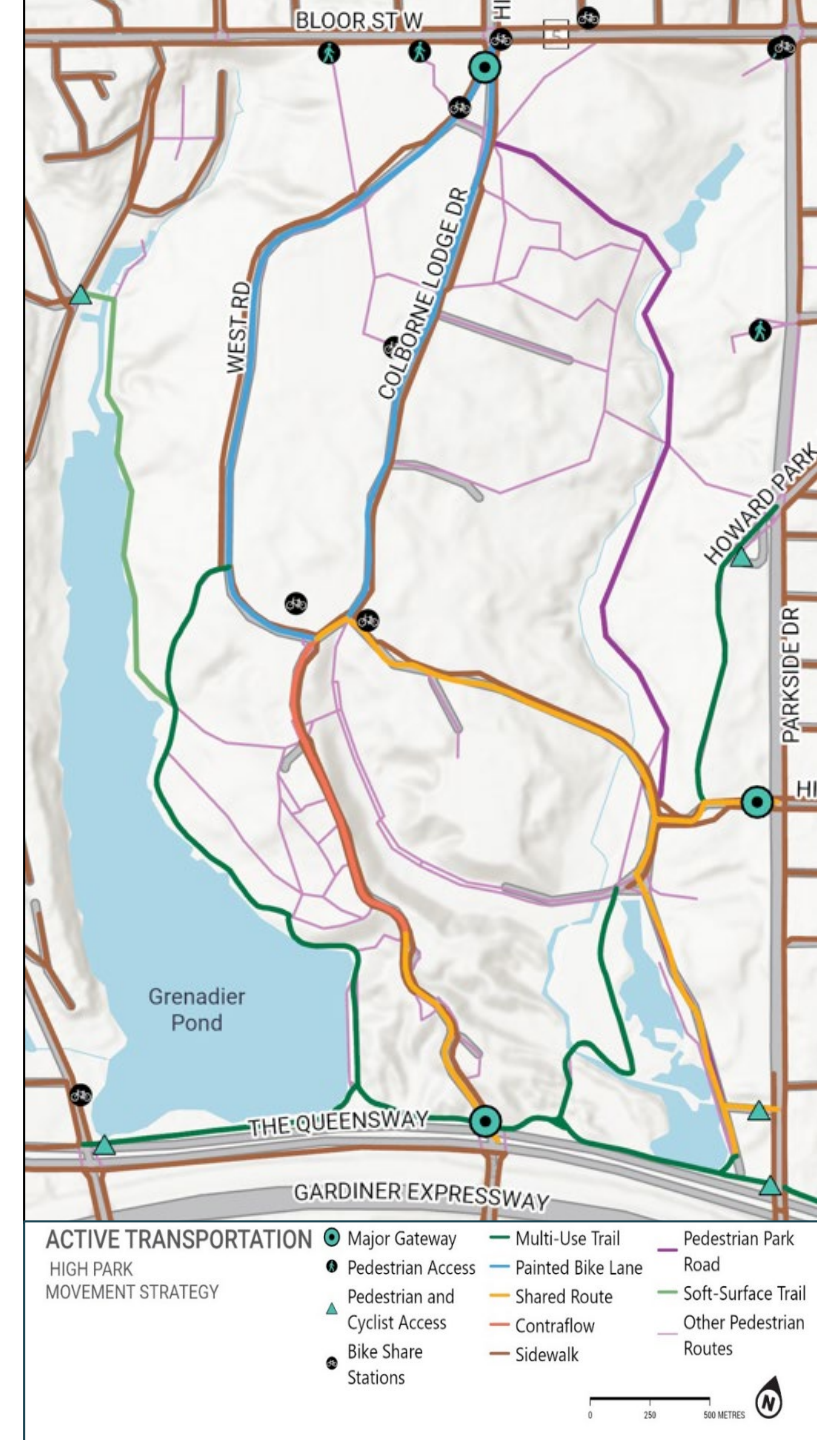 BLOOR ST W
HI
WEST RD
COLBORNE LODGE DR
HOWARD PARK
PARKSIDE DR
HI
Grenadier
Pond
THE QUEENSWAY
GARDINER EXPRESSWAY
ACTIVE TRANSPORTATION
HIGH PARK
MOVEMENT STRATEGY
Major Gateway
Pedestrian Access
Pedestrian and
Cyclist Access
Bike Share
Stations
Multi-Use Trail
Painted Bike Lane
Shared Route
Contraflow
Sidewalk
Pedestrian Park
Road
Soft-Surface Trail
Other Pedestrian
Routes
0 250 500 METRES
N